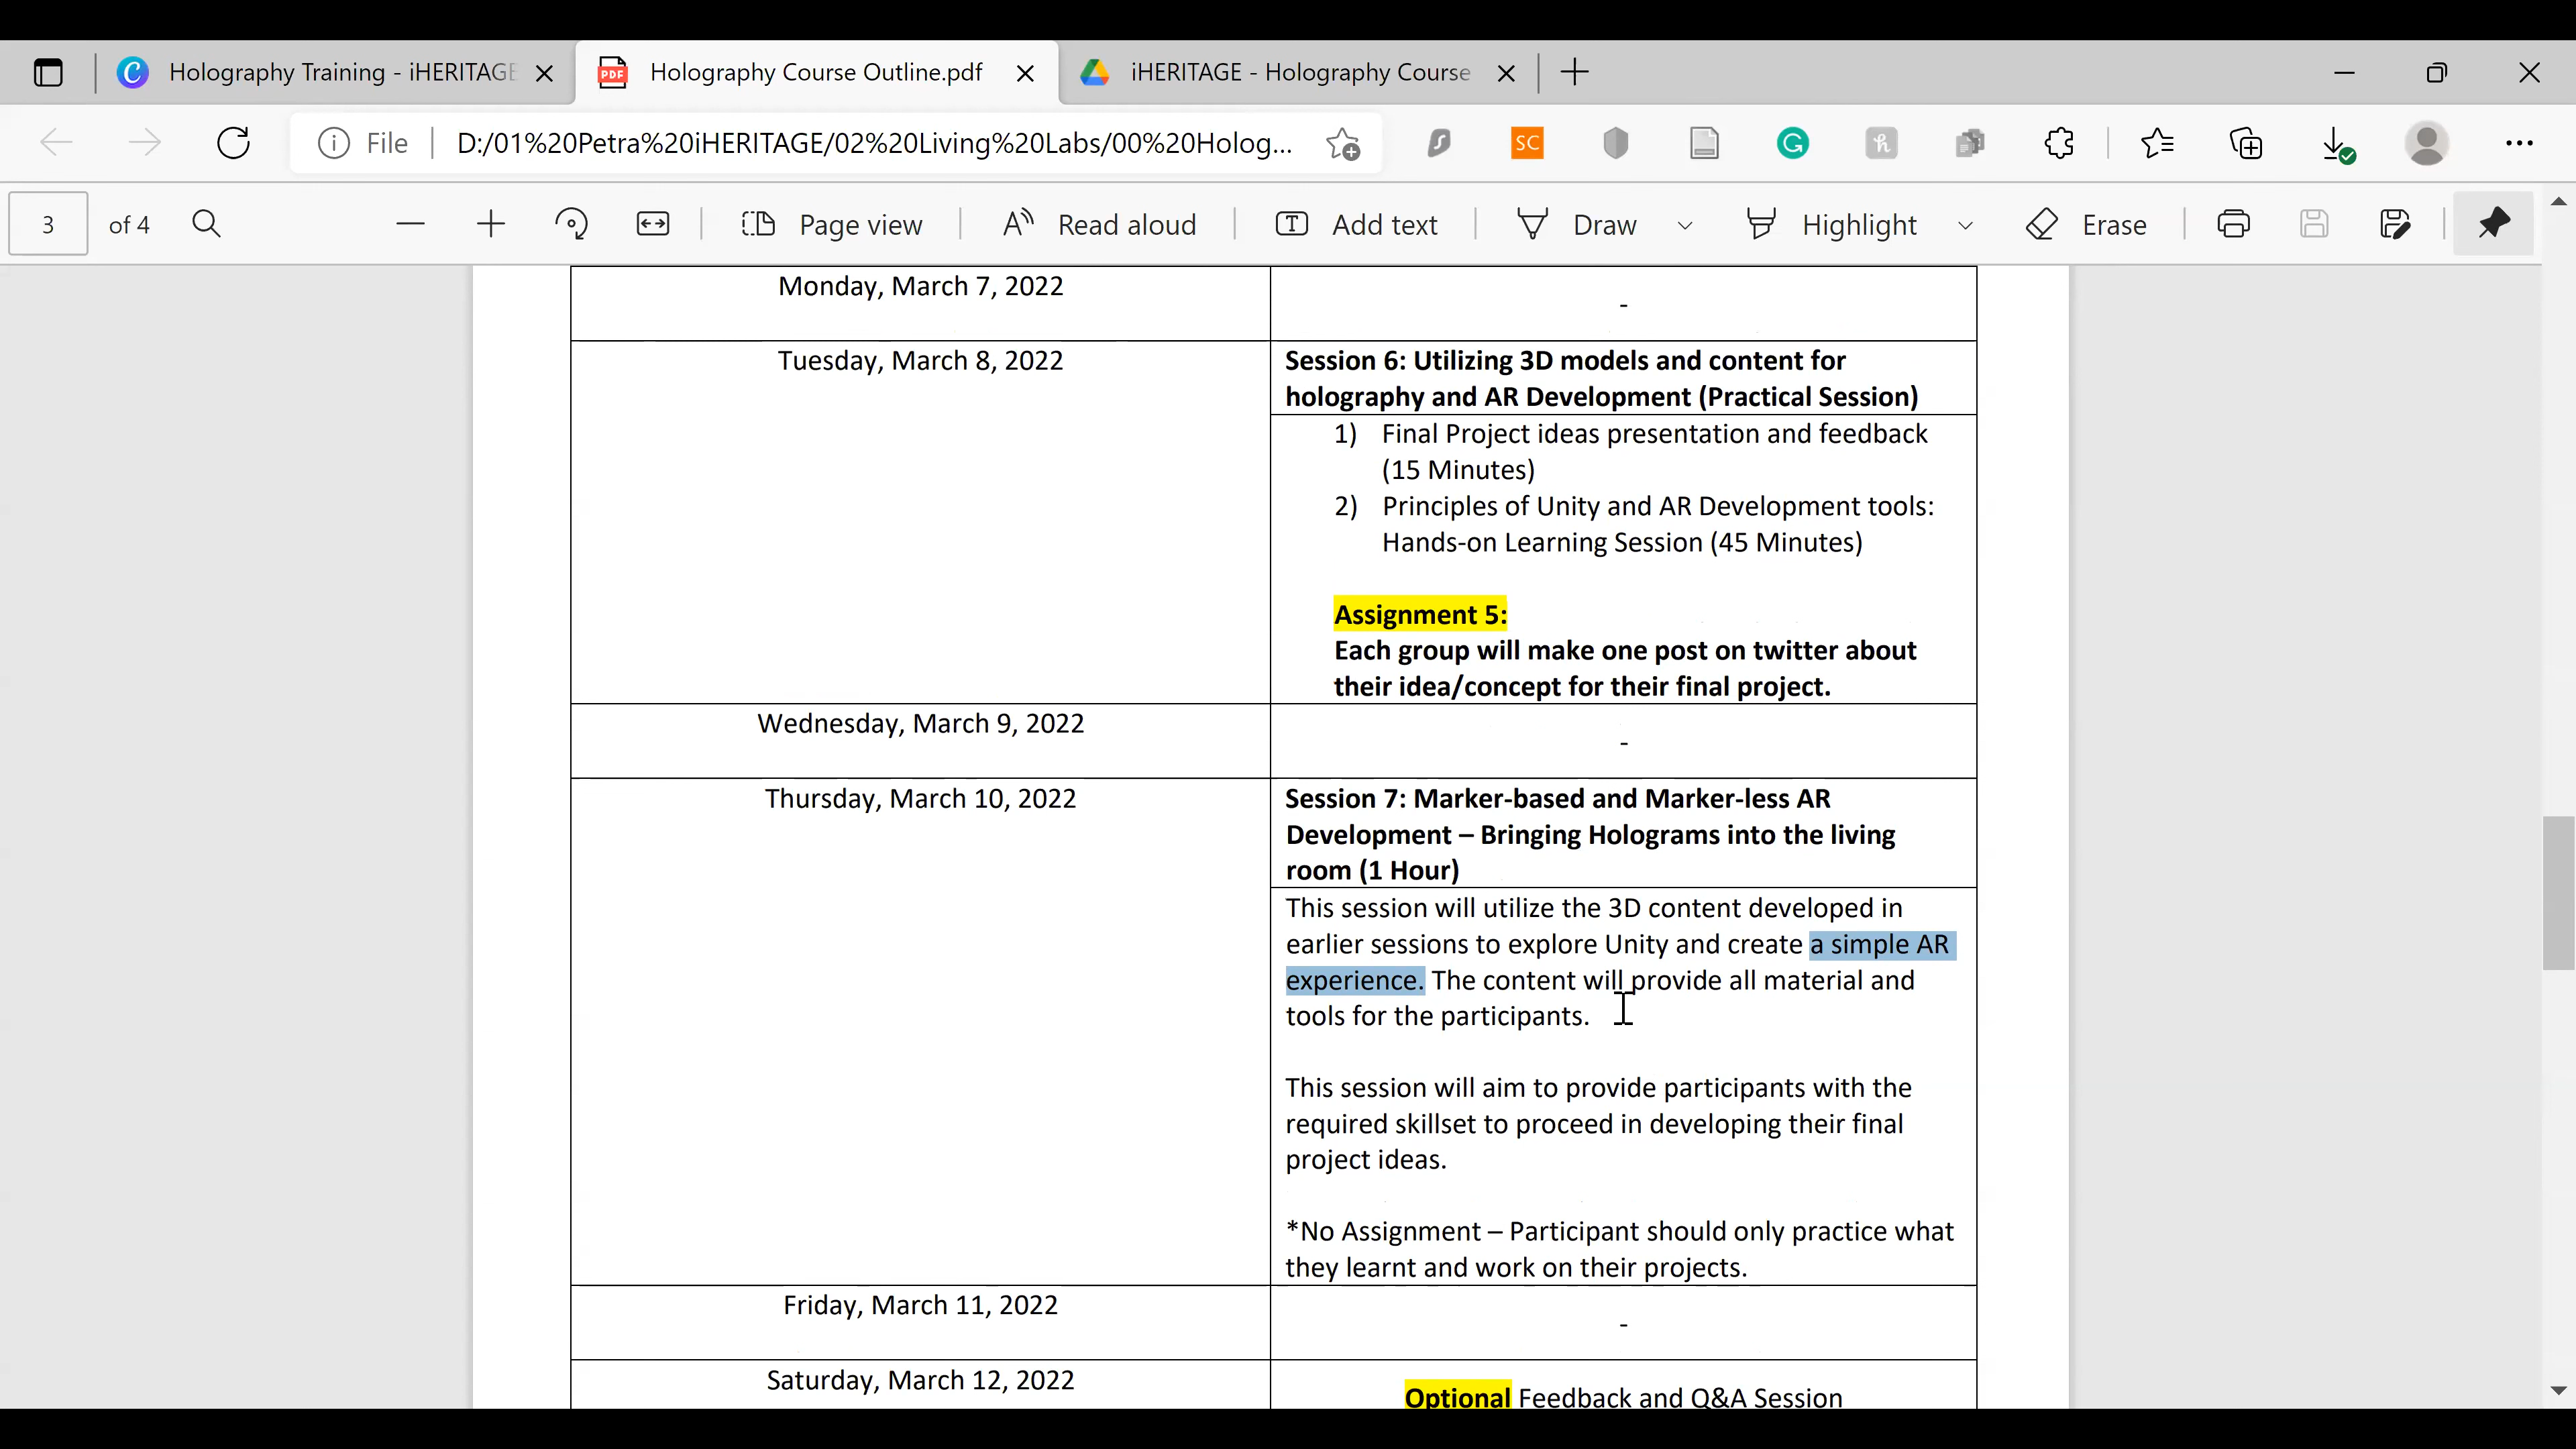 Holography Training - iHERITAGE
Holography Course Outline.pdf
iHERITAGE - Holography Course
File
D:/01%20Petra%20iHERITAGE/02%20Living%20Labs/00%20Holog...
SC
3
of 4
Page view
Read aloud
Add text
Draw
Highlight
Erase
Monday, March 7, 2022
-
Tuesday, March 8, 2022
Session 6: Utilizing 3D models and content for
holography and AR Development (Practical Session)
1) Final Project ideas presentation and feedback
(15 Minutes)
2) Principles of Unity and AR Development tools:
Hands-on Learning Session (45 Minutes)
Assignment 5:
Each group will make one post on twitter about
their idea/concept for their final project.
Wednesday, March 9, 2022
-
Thursday, March 10, 2022
Session 7: Marker-based and Marker-less AR
Development – Bringing Holograms into the living
room (1 Hour)
This session will utilize the 3D content developed in
earlier sessions to explore Unity and create a simple AR
experience. The content will provide all material and
tools for the participants.
This session will aim to provide participants with the
required skillset to proceed in developing their final
project ideas.
*No Assignment – Participant should only practice what
they learnt and work on their projects.
Friday, March 11, 2022
-
Saturday, March 12, 2022
Optional Feedback and Q&A Session